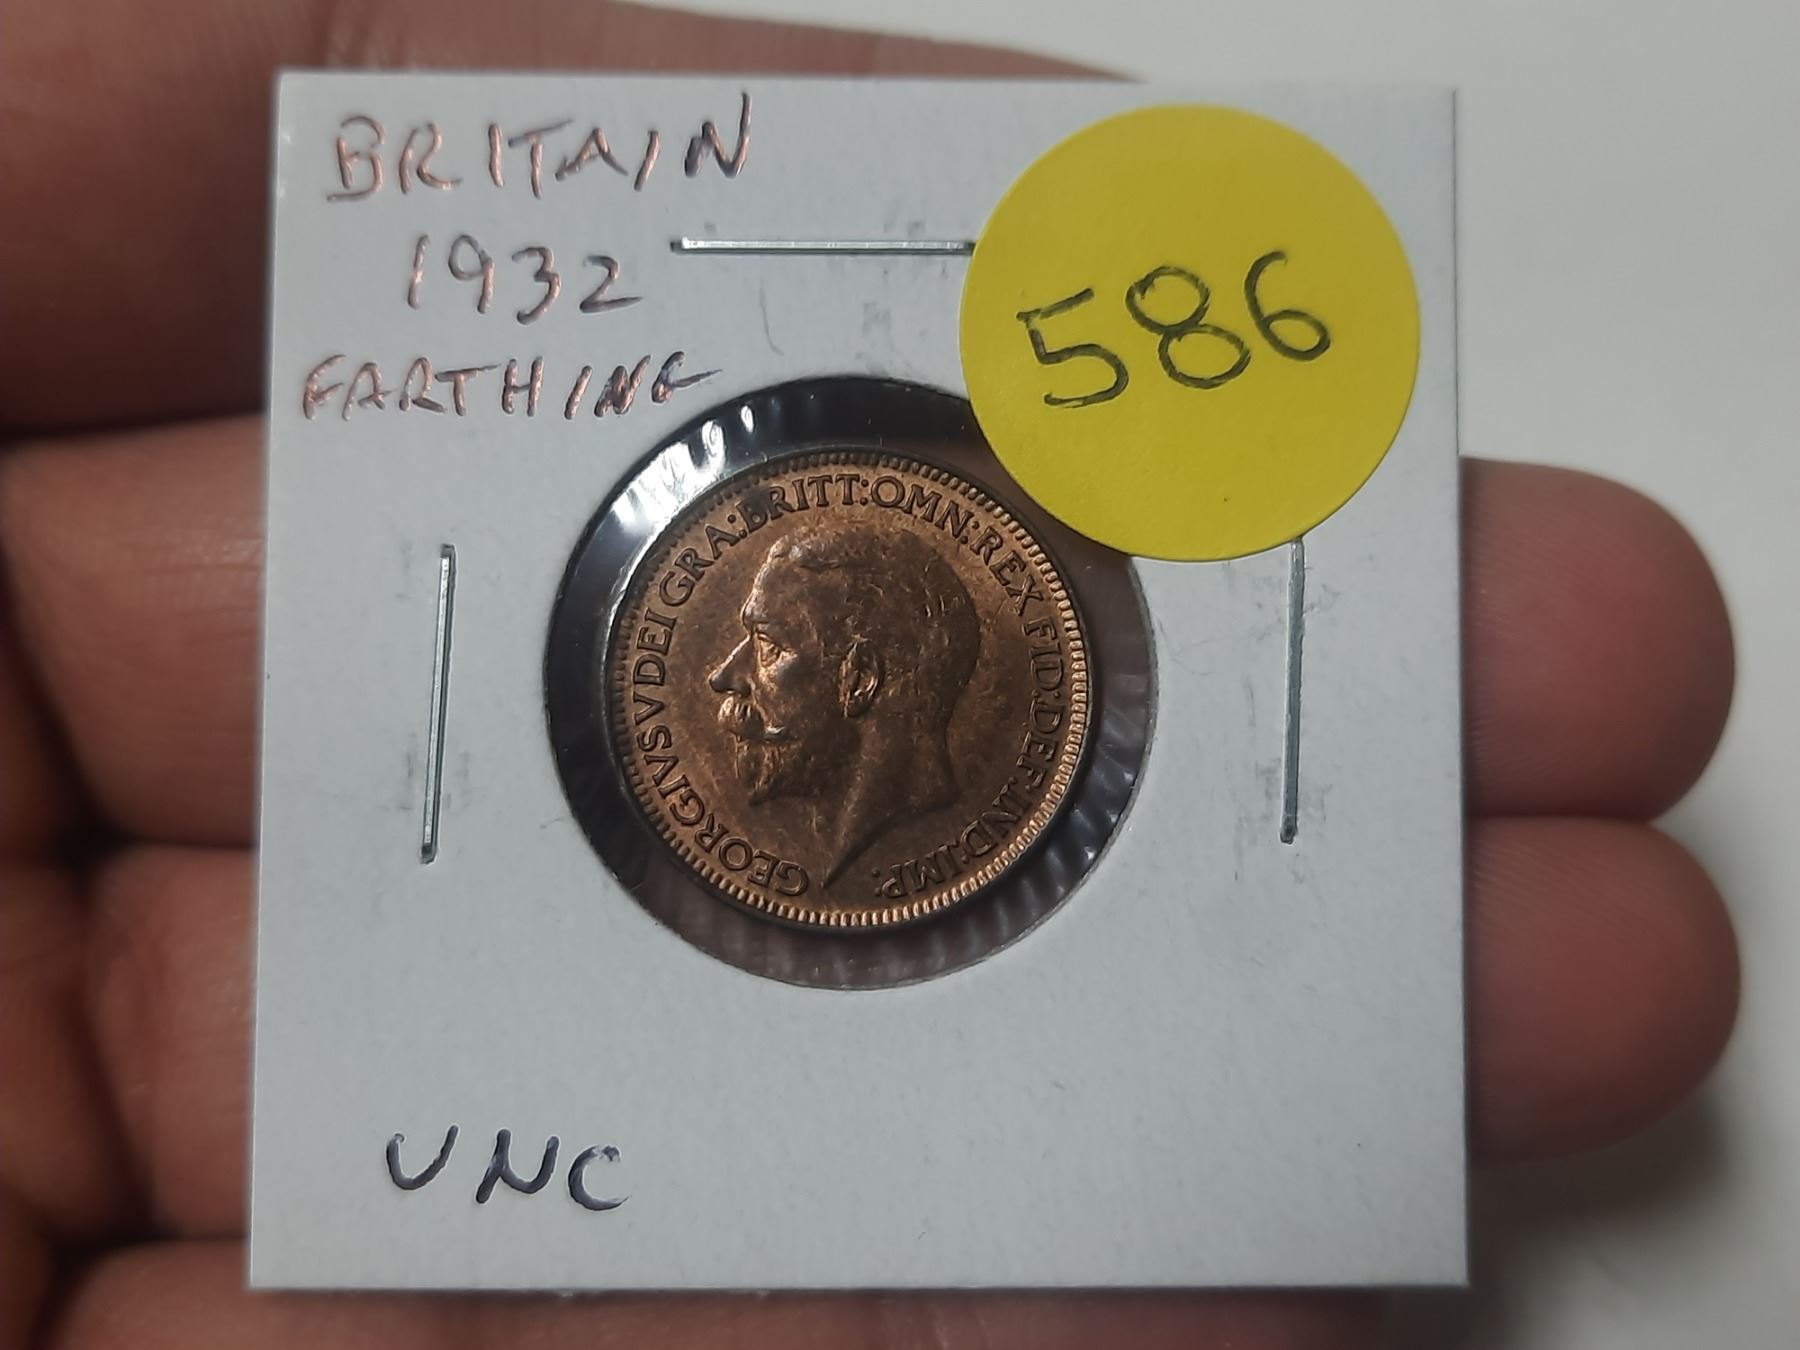 BRITAIN
1932
FARTHING
586
GEORGIVS V DEI GRA: BRITT: OMN: REX FID: DEF: IND: IMP:
UNC